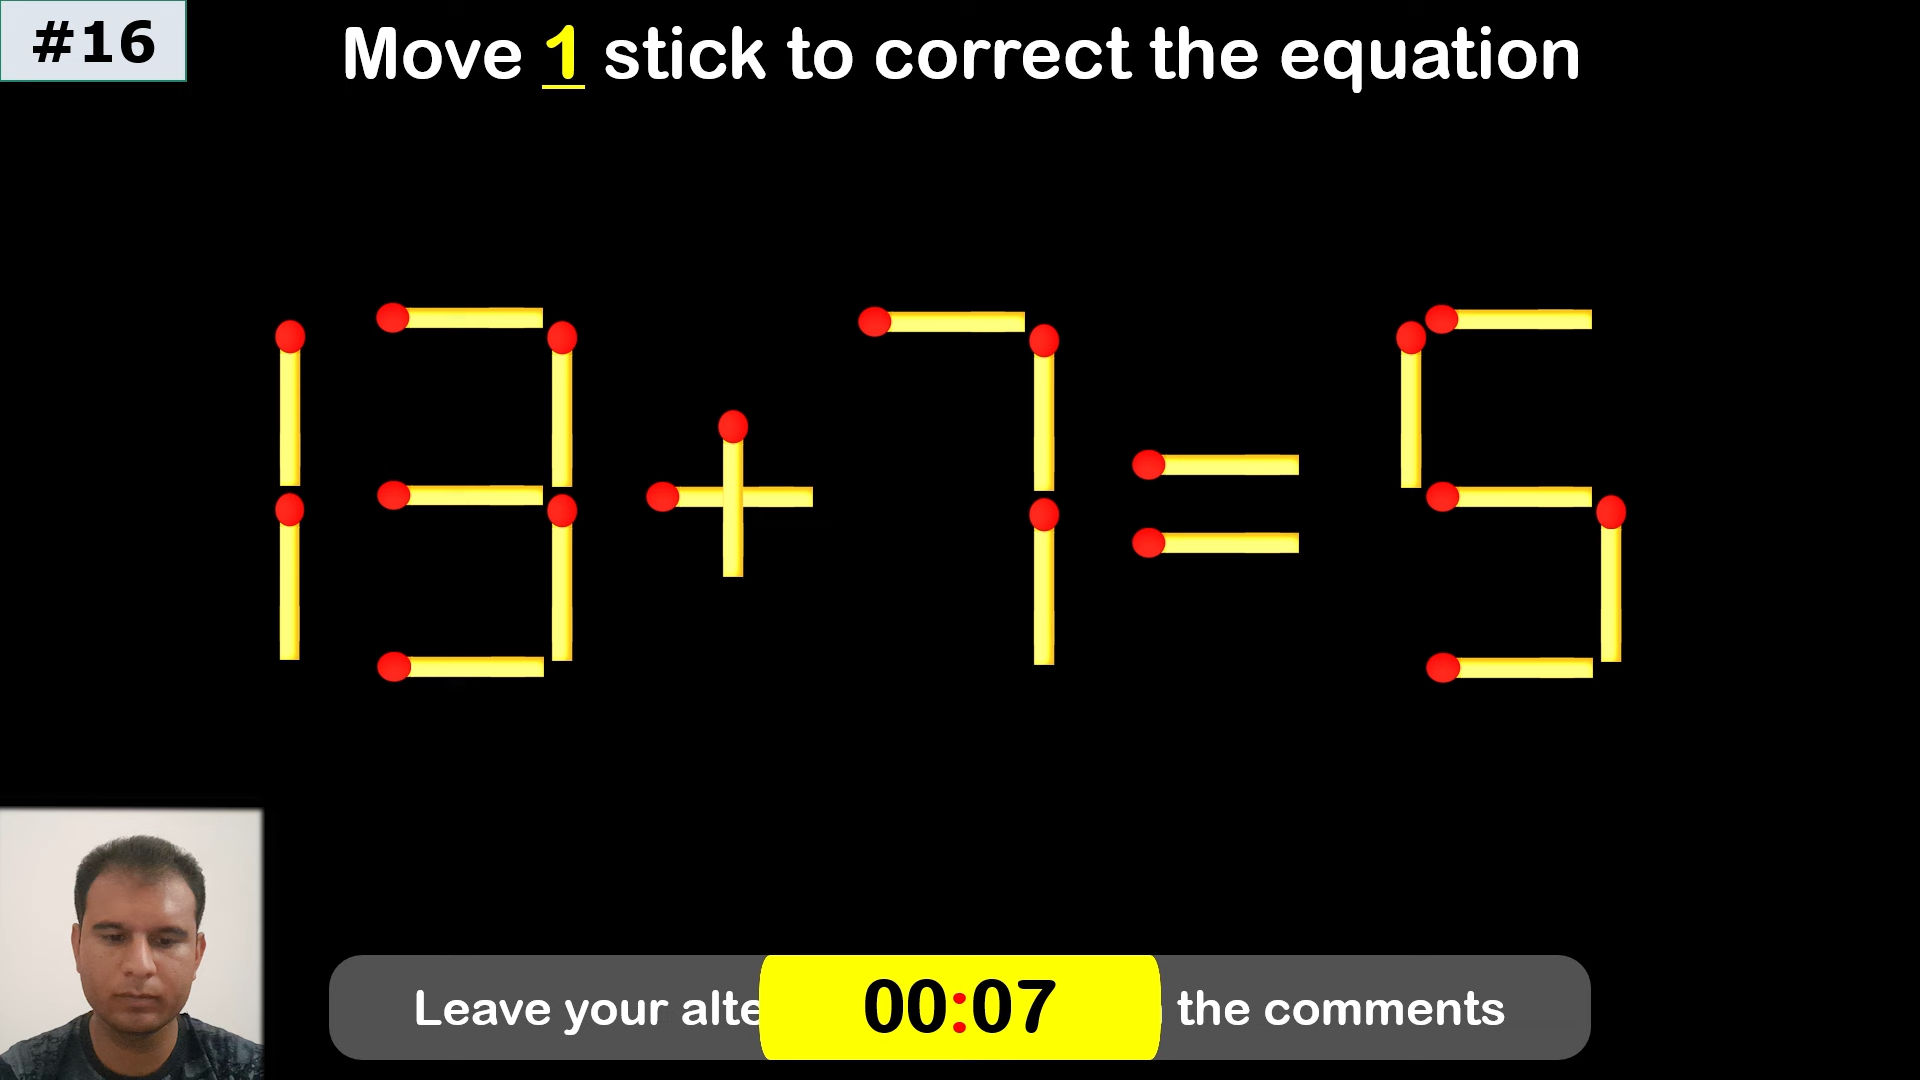 #16
Move 1 stick to correct the equation
13+7=5
Leave your alte 00:07 the comments